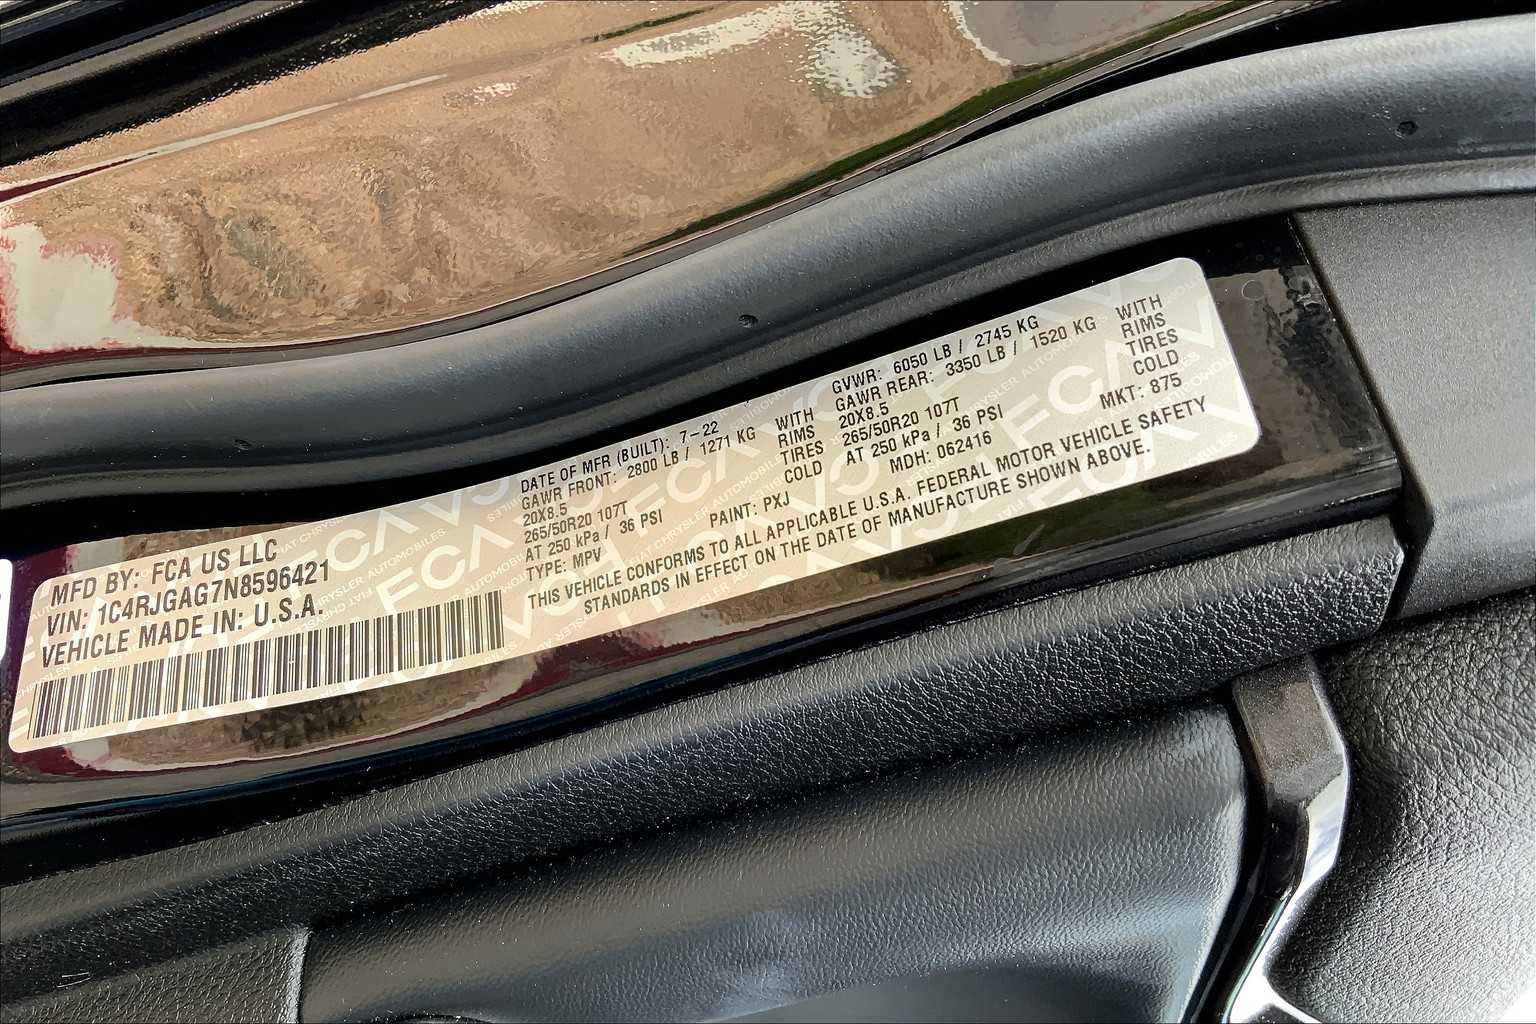 MFD BY: FCA US LLC
VIN: 1C4RJGAG7N8596421
VEHICLE MADE IN: U.S.A.
DATE OF MFR (BUILT): 7-22
GAWR FRONT: 2800 LB / 1271 KG WITH
20X8.5 RIMS
265/50R20 107T TIRES
AT 250 kPa / 36 PSI COLD
TYPE: MPV PAINT: PXJ
GVWR: 6050 LB / 2745 KG
GAWR REAR: 3350 LB / 1520 KG WITH
20X8.5 RIMS
265/50R20 107T TIRES
AT 250 kPa / 36 PSI COLD
MDH: 062416 MKT: 875
THIS VEHICLE CONFORMS TO ALL APPLICABLE U.S.A. FEDERAL MOTOR VEHICLE SAFETY
STANDARDS IN EFFECT ON THE DATE OF MANUFACTURE SHOWN ABOVE.